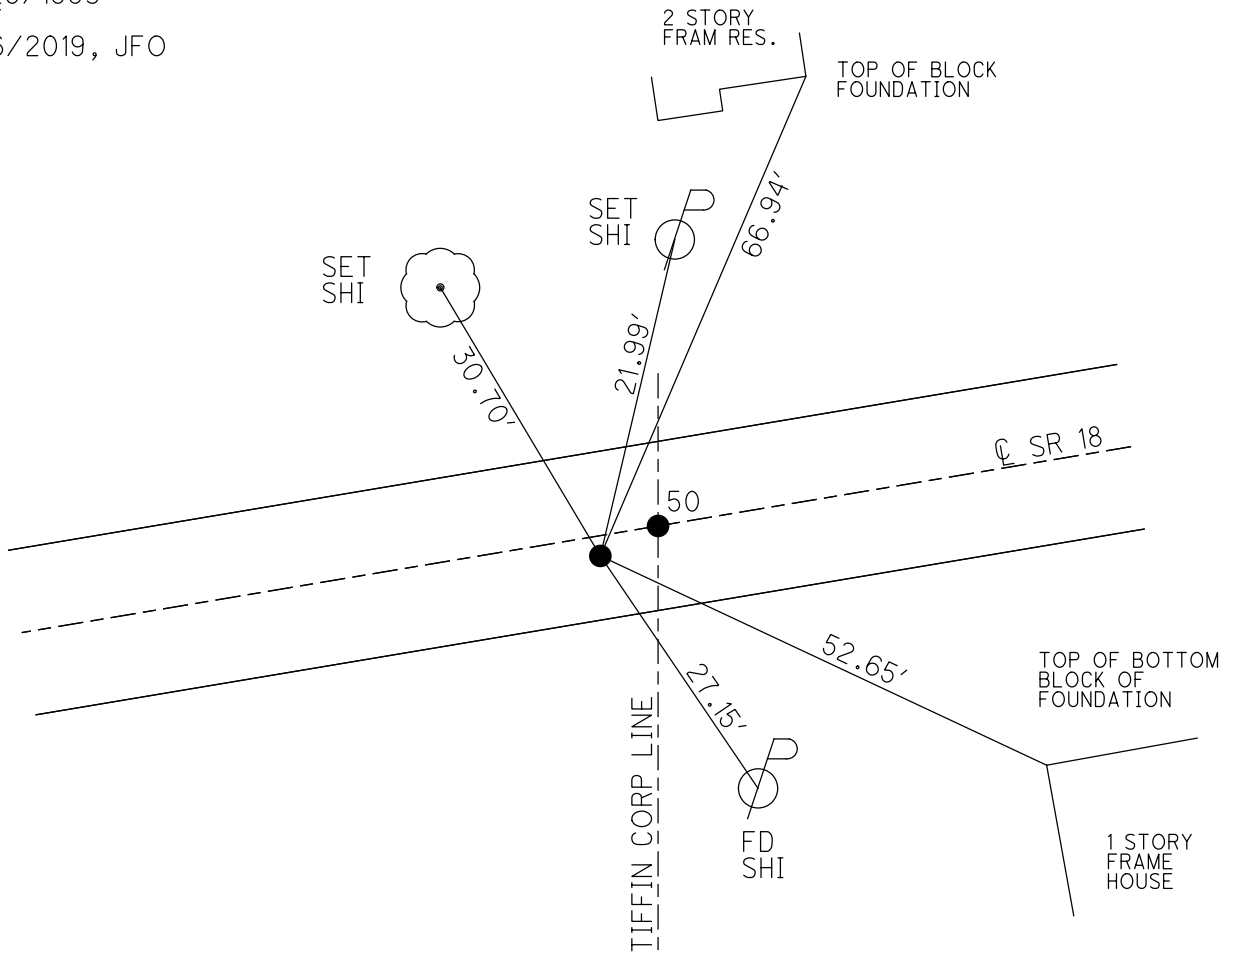 6/2019, JFO
2 STORY
FRAM RES.
TOP OF BLOCK
FOUNDATION
SET
SHI
66.94'
SET
SHI
21.99'
30.70'
℄ SR 18
50
52.65'
TOP OF BOTTOM
BLOCK OF
FOUNDATION
27.15'
TIFFIN CORP LINE
FD
SHI
1 STORY
FRAME
HOUSE